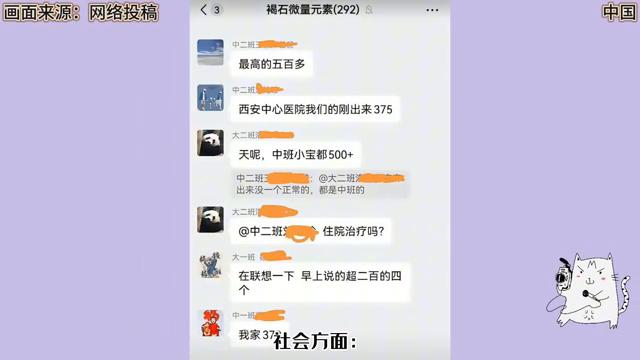 画面来源：网络投稿
中国
3
褐石微量元素(292)
中二班
最高的五百多
中二班
西安中心医院我们的刚出来375
大二班
天呢，中班小宝都500+
中二班 ：@大二班
出来没一个正常的，都是中班的
大二班
@中二班 住院治疗吗？
大一班
在联想一下 早上说的超二百的四
个
中一班
我家37
社会方面：